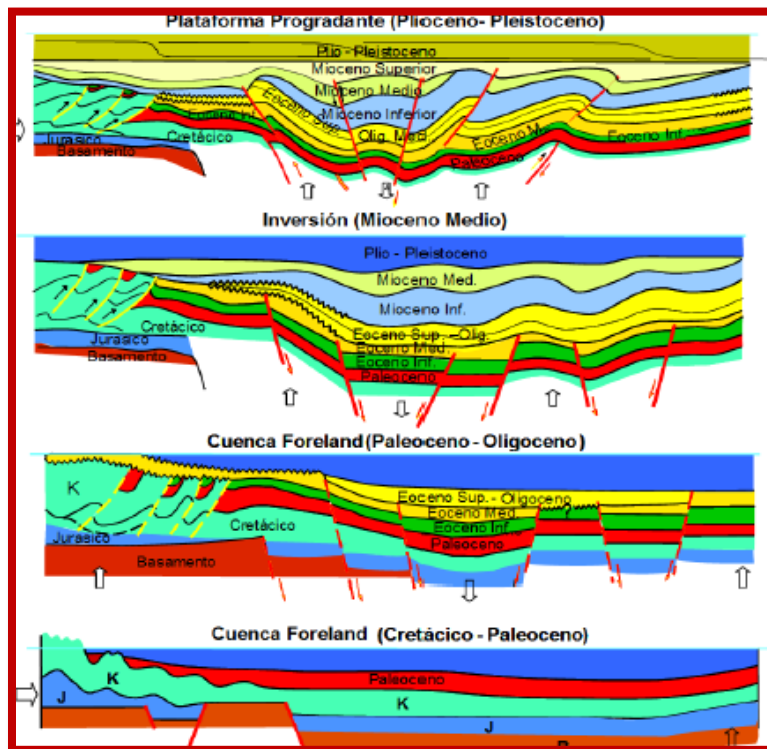 Plataforma Progradante (Plioceno- Pleistoceno)
Plio - Pleistoceno
Mioceno Superior
Mioceno Medio
Eoceno Sup.
Mioceno Inferior
Eoceno Inf.
Olig. Med.
Eoceno M.
Eoceno Inf.
Cretácico
Jurasico
Paleoceno
Basamento
Inversión (Mioceno Medio)
Plio - Pleistoceno
Mioceno Med.
Mioceno Inf.
Cretácico
Eoceno Sup. -Olig.
Jurasico
Eoceno Med.
Basamento
Eoceno Inf.
Paleoceno
Cuenca Foreland (Paleoceno - Oligoceno)
K
Eoceno Sup. - Oligoceno
Cretácico
Eoceno Med.
?
Eoceno Inf.
Jurasico
Paleoceno
Basamento
Cuenca Foreland (Cretácico - Paleoceno)
K
Paleoceno
J
K
J